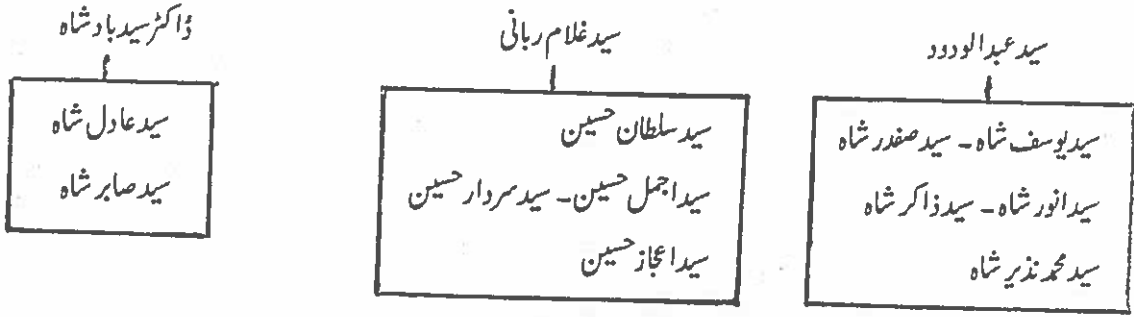 سید عبدالودود
سید یوسف شاہ ۔ سید صفدر شاہ
سید انور شاہ ۔ سید ذاکر شاہ
سید محمد نذیر شاہ
سید غلام ربانی
سید سلطان حسین
سید اجمل حسین ۔ سید سردار حسین
سید اعجاز حسین
ڈاکٹر سید بادشاہ
سید عادل شاہ
سید صابر شاہ